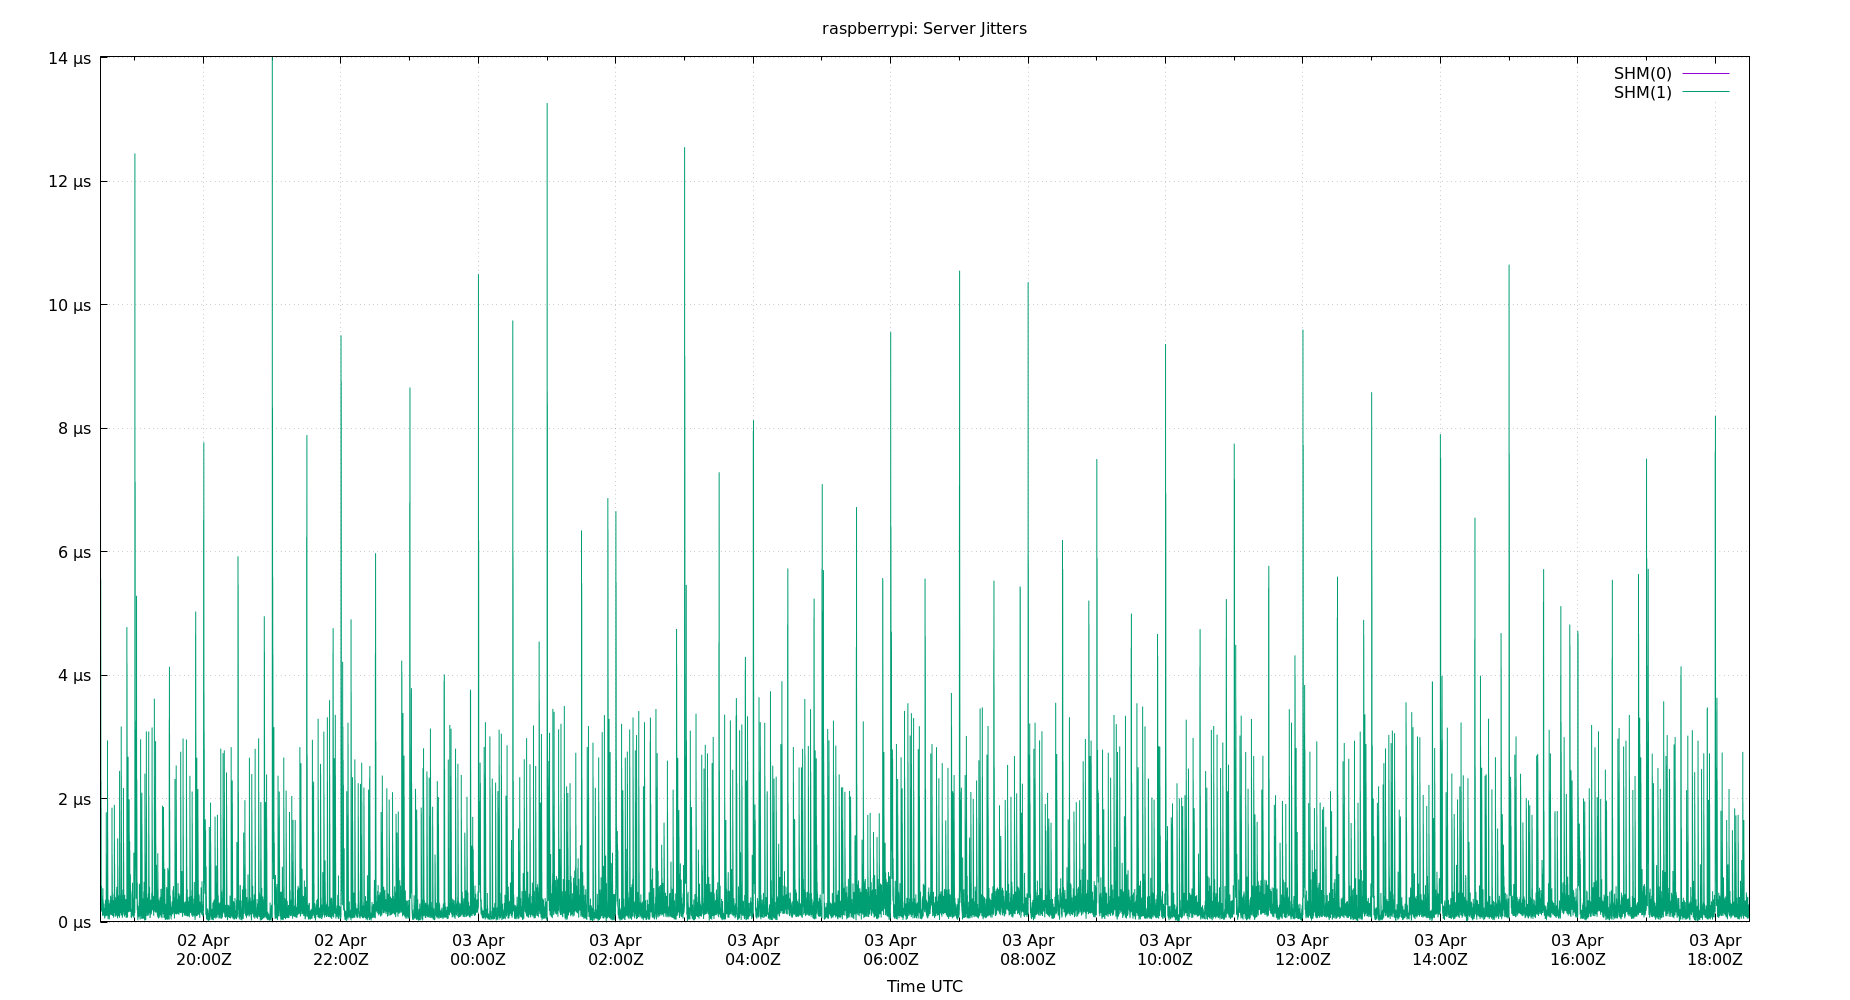 raspberrypi: Server Jitters
14 µs
12 µs
10 µs
8 µs
6 µs
4 µs
2 µs
0 µs
SHM(0)
SHM(1)
02 Apr 02 Apr 03 Apr 03 Apr 03 Apr 03 Apr 03 Apr 03 Apr 03 Apr 03 Apr 03 Apr 03 Apr
20:00Z 22:00Z 00:00Z 02:00Z 04:00Z 06:00Z 08:00Z 10:00Z 12:00Z 14:00Z 16:00Z 18:00Z
Time UTC